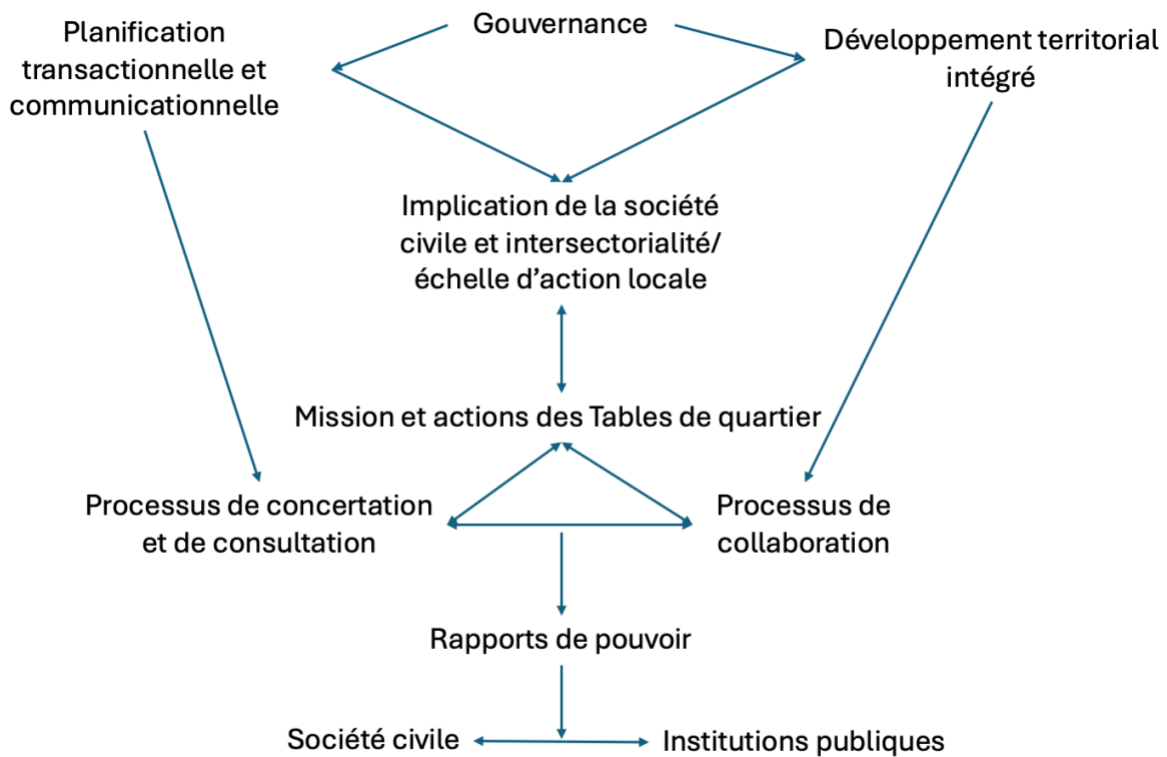 Planification
transactionnelle et
communicationnelle
Gouvernance
Développement territorial
intégré
Implication de la société
civile et intersectorialité/
échelle d’action locale
Mission et actions des Tables de quartier
Processus de concertation
et de consultation
Processus de
collaboration
Rapports de pouvoir
Société civile
Institutions publiques